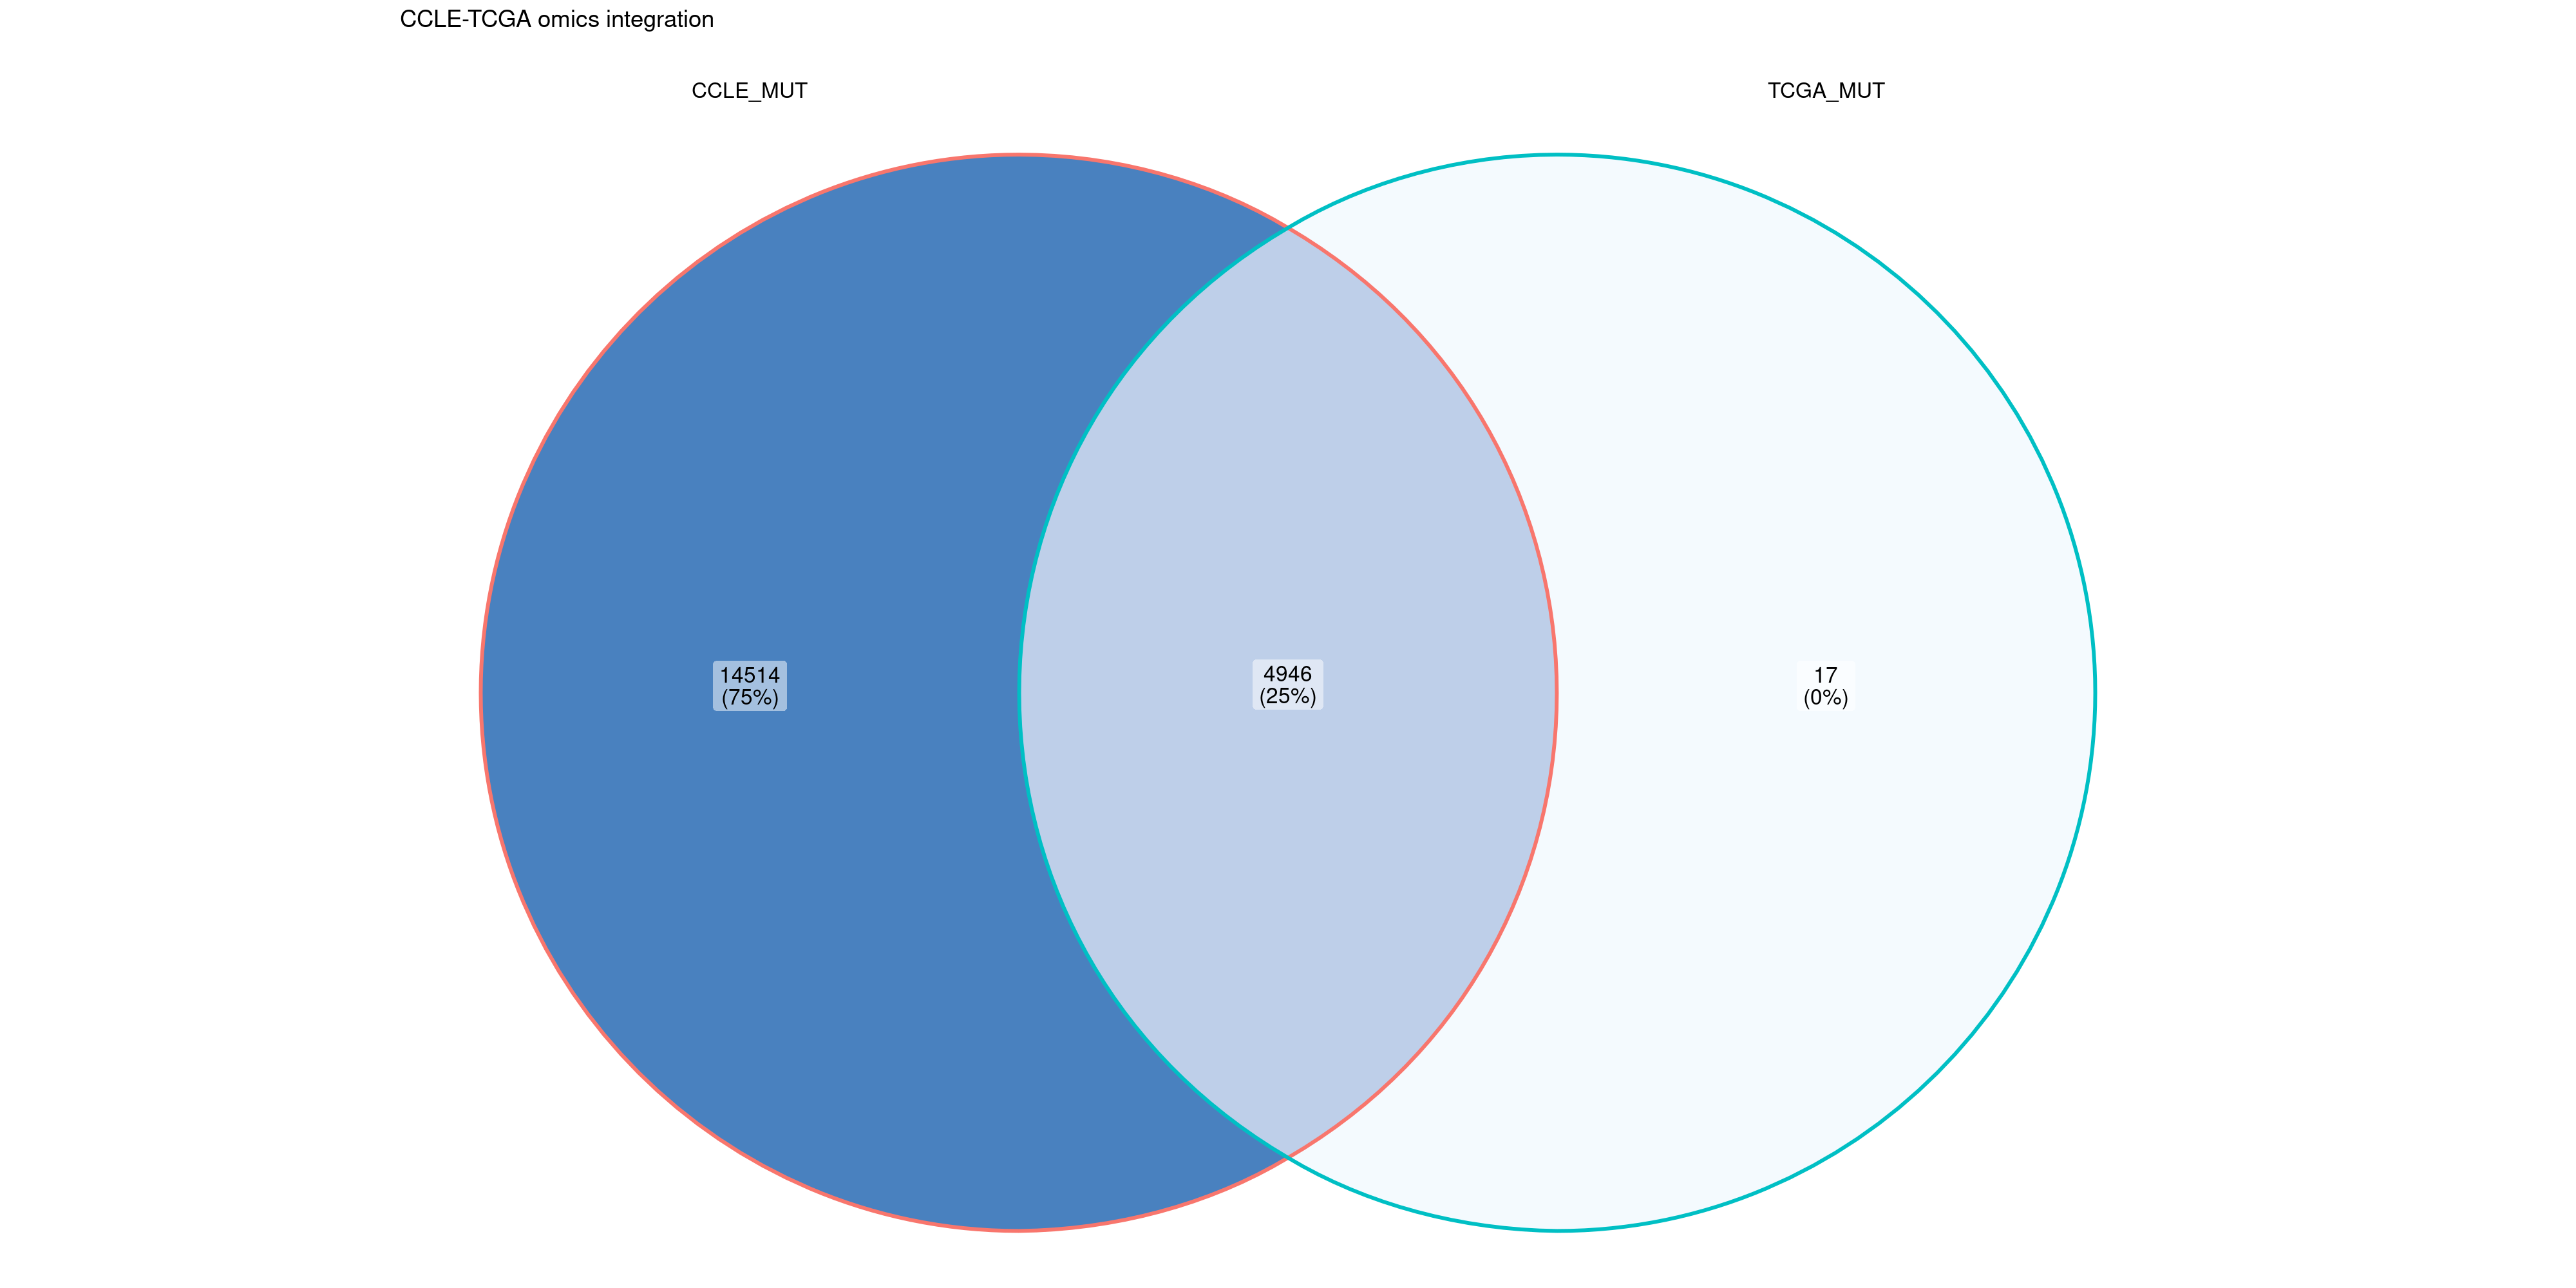 CCLE-TCGA omics integration
CCLE_MUT
TCGA_MUT
14514
(75%)
4946
(25%)
17
(0%)